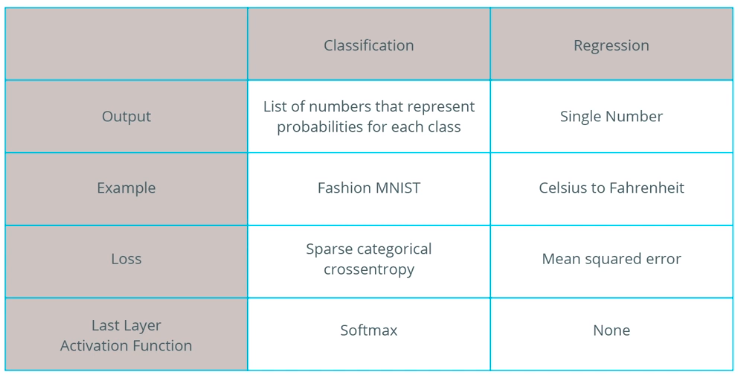 Classification
Regression
Output
List of numbers that represent
probabilities for each class
Single Number
Example
Fashion MNIST
Celsius to Fahrenheit
Loss
Sparse categorical
crossentropy
Mean squared error
Last Layer
Activation Function
Softmax
None